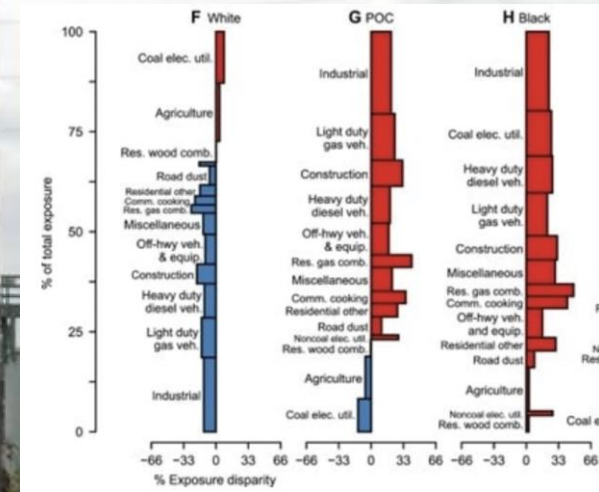 F White
G POC
H Black
% of total exposure
100
75
50
25
0
Coal elec. util.
Agriculture
Res. wood comb.
Road dust
Residential other
Comm. cooking
Res. gas comb.
Miscellaneous
Off-hwy veh.
& equip.
Construction
Heavy duty
diesel veh.
Light duty
gas veh.
Industrial
−66 −33 0 33 66
% Exposure disparity
Industrial
Light duty
gas veh.
Construction
Heavy duty
diesel veh.
Off-hwy veh.
& equip.
Res. gas comb.
Miscellaneous
Comm. cooking
Residential other
Road dust
Noncoal elec. util.
Res. wood comb.
Agriculture
Coal elec. util.
−66 −33 0 33 66
Industrial
Coal elec. util.
Heavy duty
diesel veh.
Light duty
gas veh.
Construction
Miscellaneous
Res. gas comb.
Comm. cooking
Off-hwy veh.
and equip.
Residential other
Road dust
Agriculture
Noncoal elec. util.
Res. wood comb.
−66 −33 0 33 66
Res
Coal e